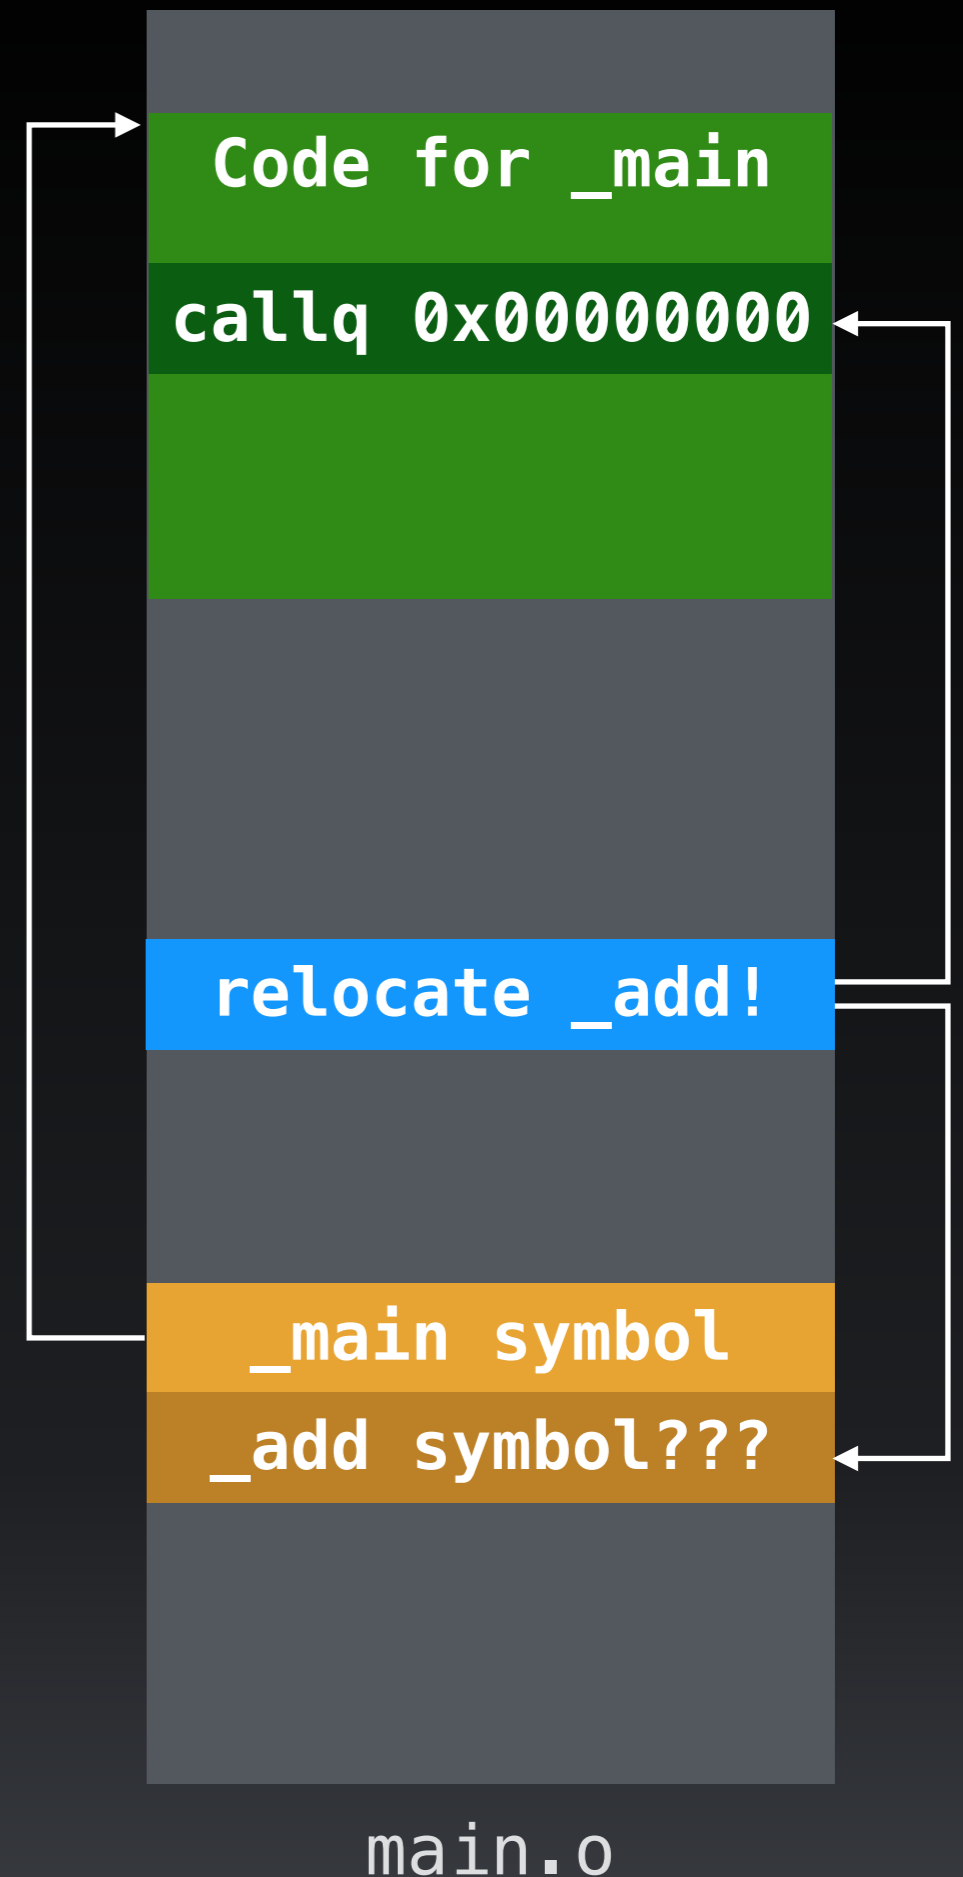 Code for _main
callq 0x00000000
relocate _add!
_main symbol
_add symbol???
main.o